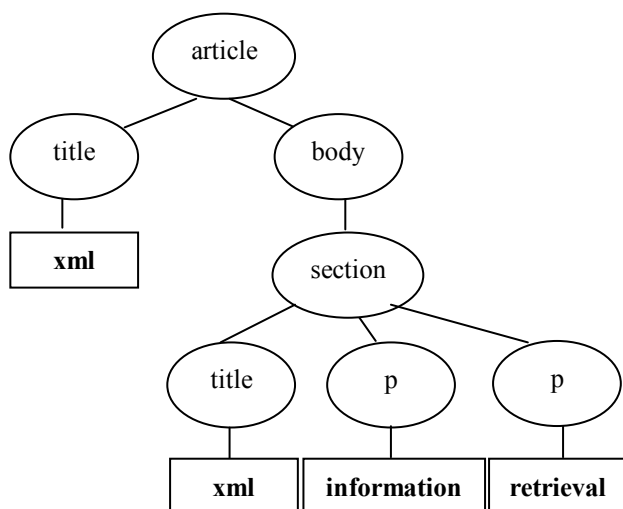 article
title body
xml
section
title p p
xml information retrieval